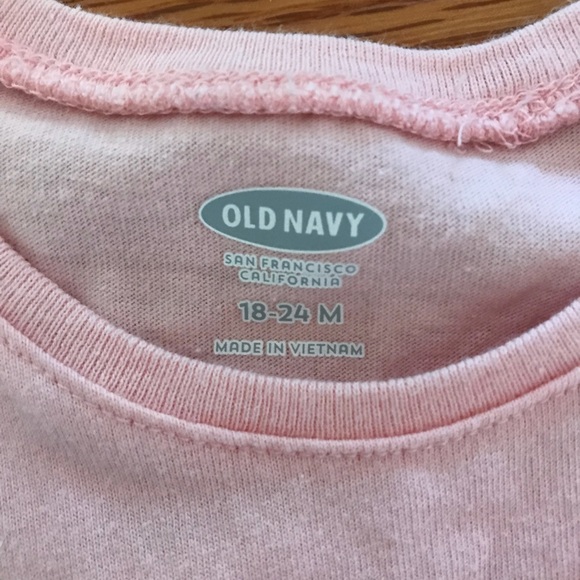 OLD NAVY
SAN FRANCISCO
CALIFORNIA
18-24 M
MADE IN VIETNAM